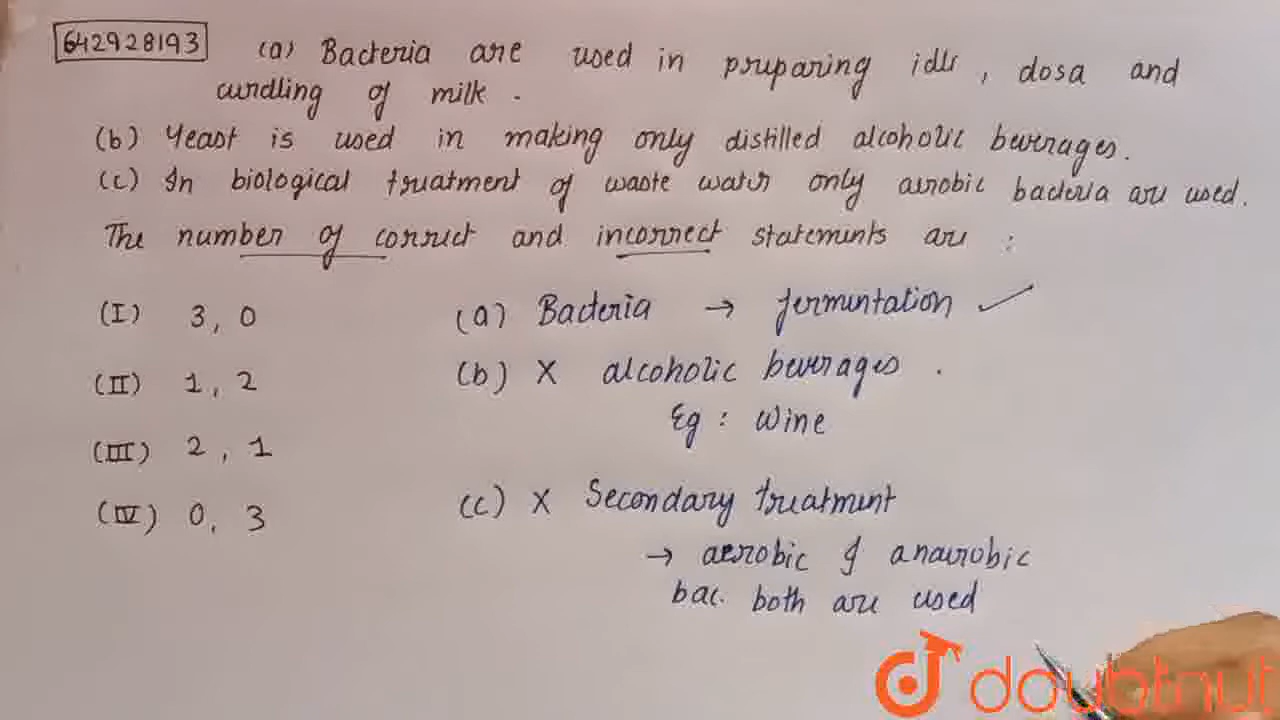 642928193
(a) Bacteria are used in preparing idli, dosa and
curdling of milk.
(b) Yeast is used in making only distilled alcoholic beverages.
(c) In biological treatment of waste water only aerobic bacteria are used.
The number of correct and incorrect statements are :
(I) 3, 0
(II) 1, 2
(III) 2, 1
(IV) 0, 3
(a) Bacteria → fermentation ✓
(b) X alcoholic beverages.
Eg : Wine
(c) X Secondary treatment
→ aerobic & anaerobic
bac. both are used
doubtnut